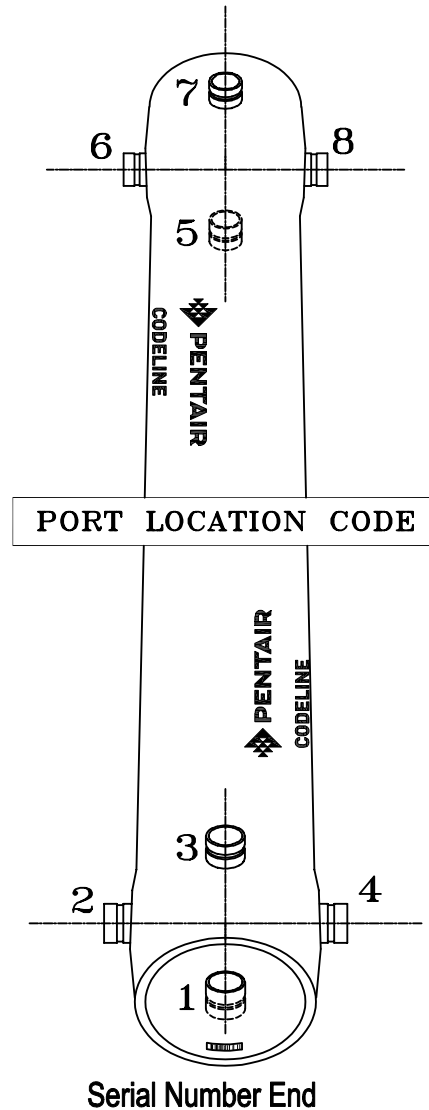 7
6
8
5
CODELINE
PENTAIR
PORT LOCATION CODE
PENTAIR
CODELINE
3
2
4
1
Serial Number End